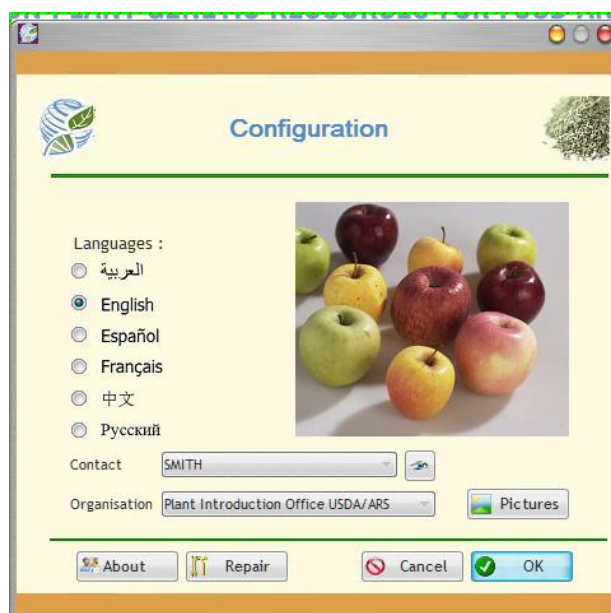 Configuration
Languages :
العربية
English
Español
Français
中文
Русский
Contact SMITH
Organisation Plant Introduction Office USDA/ARS Pictures
About Repair Cancel OK